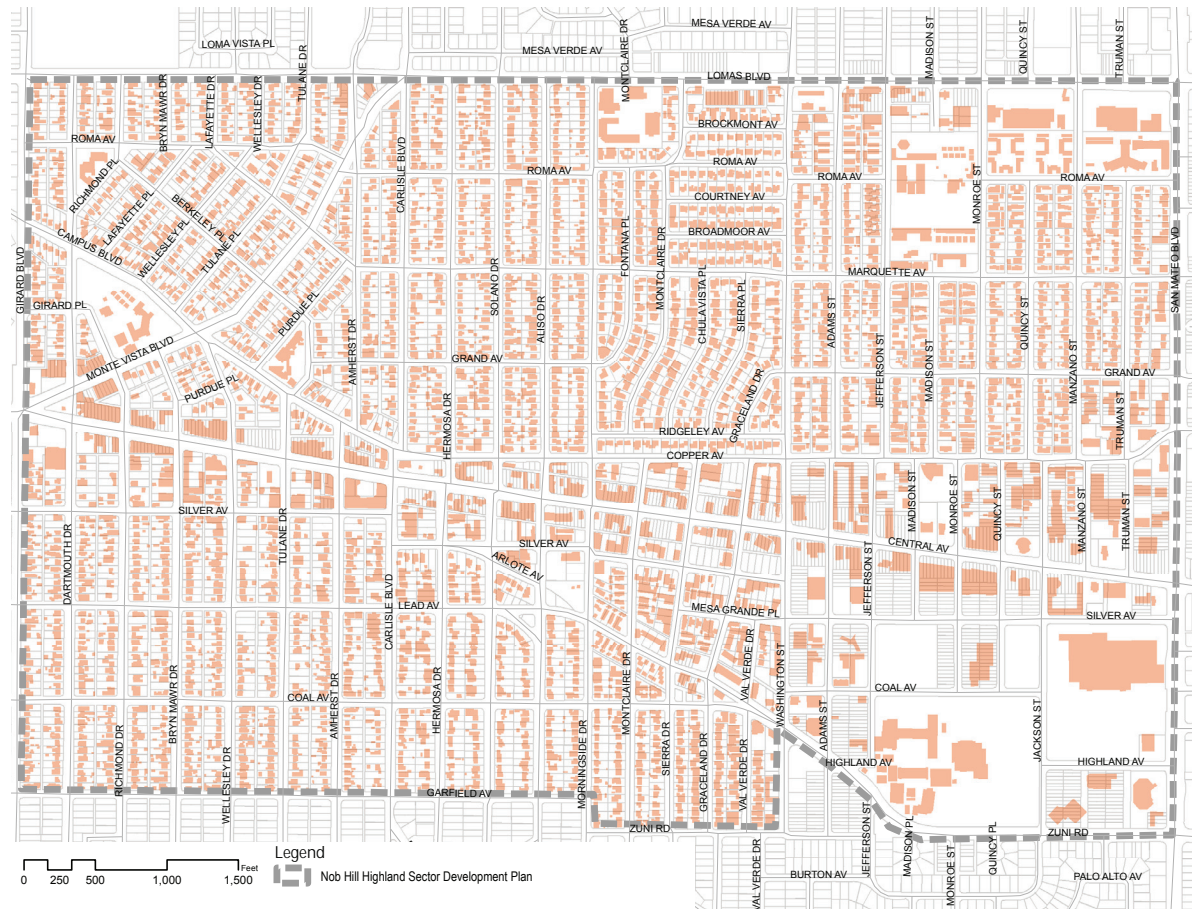 MESA VERDE AV
LOMA VISTA PL
MESA VERDE AV
TULANE DR
MONTCLAIRE DR
MADISON ST
QUINCY ST
TRUMAN ST
LOMAS BLVD
BRYN MAWR DR
LAFAYETTE DR
WELLESLEY DR
BROCKMONT AV
ROMA AV
CARLISLE BLVD
ROMA AV
ROMA AV
ROMA AV
ROMA AV
RICHMOND PL
LAFAYETTE PL
BERKELEY PL
COURTNEY AV
MONROE ST
CAMPUS BLVD
WELLESLEY PL
TULANE PL
BROADMOOR AV
FONTANA PL
MONTCLAIRE DR
GIRARD BLVD
SOLANO DR
MARQUETTE AV
SAN MATEO BLVD
GIRARD PL
PURDUE PL
ALISO DR
CHULA VISTA PL
SIERRA PL
ADAMS ST
QUINCY ST
MONTE VISTA BLVD
AMHERST DR
GRAND AV
JEFFERSON ST
MADISON ST
MANZANO ST
GRAND AV
PURDUE PL
HERMOSA DR
GRACELAND DR
TRUMAN ST
RIDGELEY AV
COPPER AV
MADISON ST
MONROE ST
QUINCY ST
MANZANO ST
TRUMAN ST
SILVER AV
TULANE DR
SILVER AV
CENTRAL AV
DARTMOUTH DR
ARLOTE AV
JEFFERSON ST
CARLISLE BLVD
LEAD AV
MESA GRANDE PL
SILVER AV
BRYN MAWR DR
AMHERST DR
HERMOSA DR
MONTCLAIRE DR
VAL VERDE DR
WASHINGTON ST
COAL AV
COAL AV
ADAMS ST
JACKSON ST
RICHMOND DR
WELLESLEY DR
MORNINGSIDE DR
SIERRA DR
GRACELAND DR
VAL VERDE DR
HIGHLAND AV
HIGHLAND AV
GARFIELD AV
ZUNI RD
JEFFERSON ST
MADISON PL
MONROE ST
QUINCY PL
ZUNI RD
VAL VERDE DR
BURTON AV
PALO ALTO AV
Legend
Feet
0 250 500 1,000 1,500
Nob Hill Highland Sector Development Plan